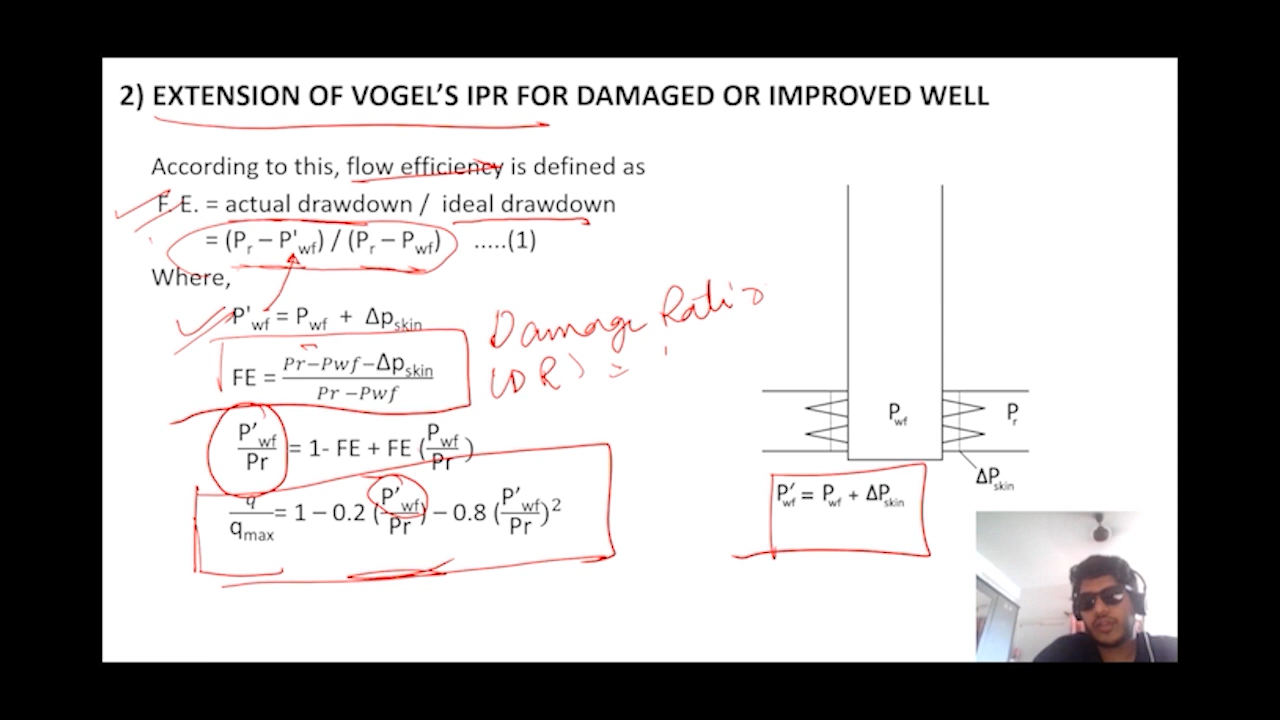 2) EXTENSION OF VOGEL'S IPR FOR DAMAGED OR IMPROVED WELL
According to this, flow efficiency is defined as
F. E. = actual drawdown / ideal drawdown
= (Pr – P'wf) / (Pr – Pwf) .....(1)
Where,
P'wf = Pwf + Δpskin
FE = (Pr–Pwf–Δpskin) / (Pr –Pwf)
P'wf / Pr = 1- FE + FE (Pwf / Pr)
q / qmax = 1 – 0.2 (P'wf / Pr) – 0.8 (P'wf / Pr)2
Damage Ratio
(DR) =
Pwf
Pr
ΔPskin
P'wf = Pwf + ΔPskin